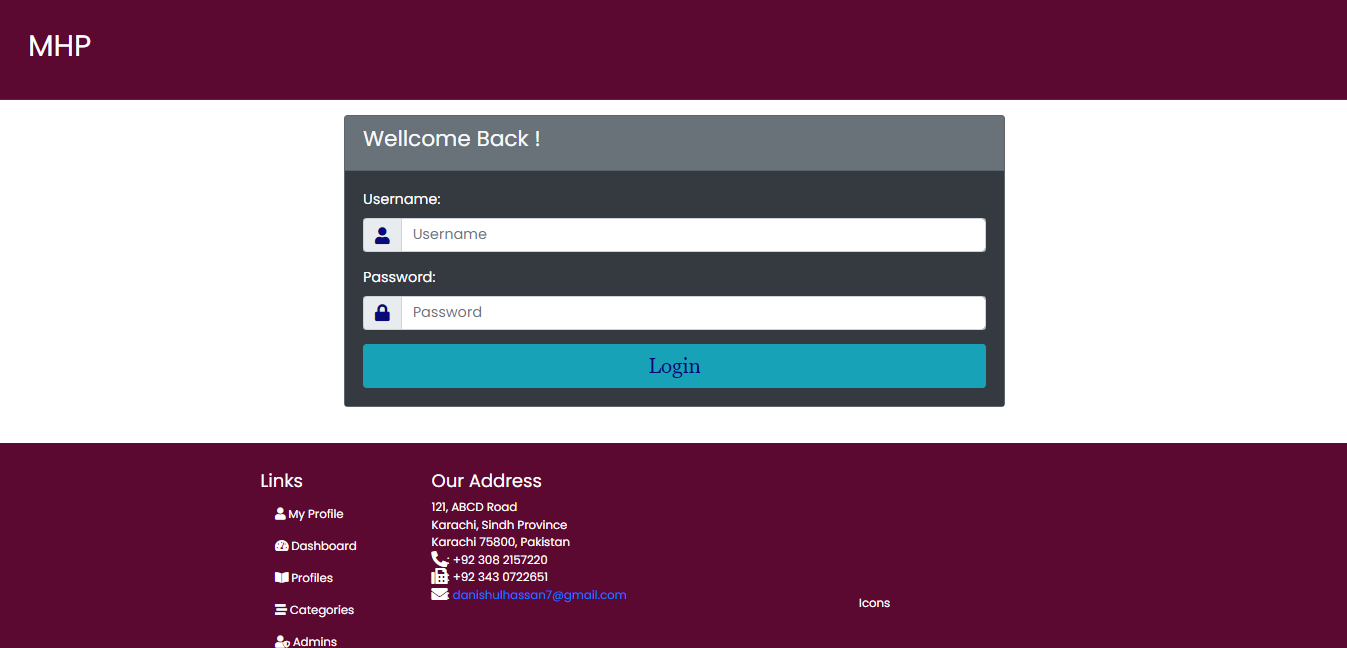 MHP
Wellcome Back !
Username:
Username
Password:
Password
Login
Links
My Profile
Dashboard
Profiles
Categories
Admins
Our Address
121, ABCD Road
Karachi, Sindh Province
Karachi 75800, Pakistan
: +92 308 2157220
: +92 343 0722651
: danishulhassan7@gmail.com
Icons